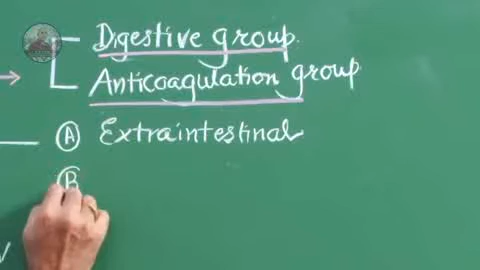 Digestive group.
Anticoagulation group
Ⓐ Extraintestinal
Ⓑ